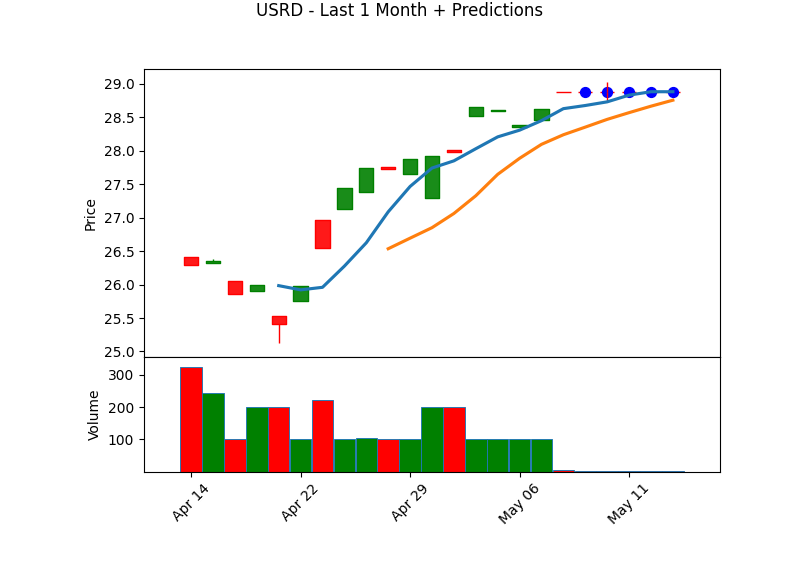 USRD - Last 1 Month + Predictions
29.0
28.5
28.0
27.5
27.0
26.5
26.0
25.5
25.0
Price
300
200
100
Volume
Apr 14
Apr 22
Apr 29
May 06
May 11